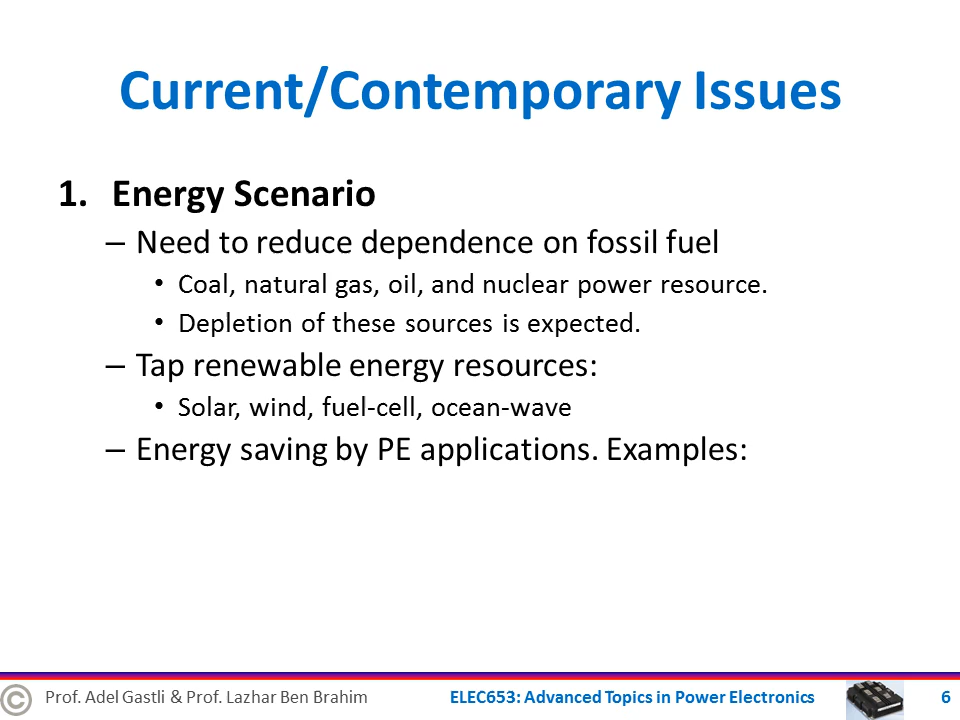 Current/Contemporary Issues
1. Energy Scenario
– Need to reduce dependence on fossil fuel
• Coal, natural gas, oil, and nuclear power resource.
• Depletion of these sources is expected.
– Tap renewable energy resources:
• Solar, wind, fuel-cell, ocean-wave
– Energy saving by PE applications. Examples:
© Prof. Adel Gastli & Prof. Lazhar Ben Brahim ELEC653: Advanced Topics in Power Electronics 6